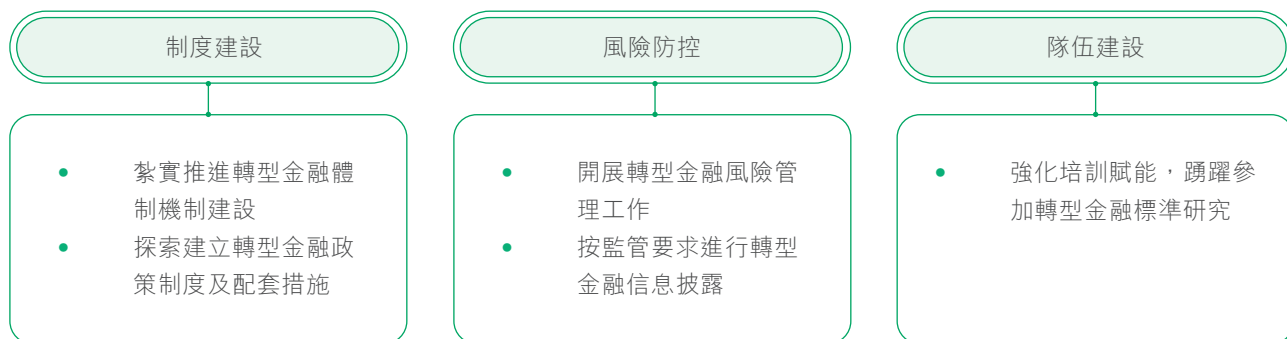 制度建設
• 紮實推進轉型金融體
制機制建設
• 探索建立轉型金融政
策制度及配套措施
風險防控
• 開展轉型金融風險管
理工作
• 按監管要求進行轉型
金融信息披露
隊伍建設
• 強化培訓賦能，踴躍參
加轉型金融標準研究